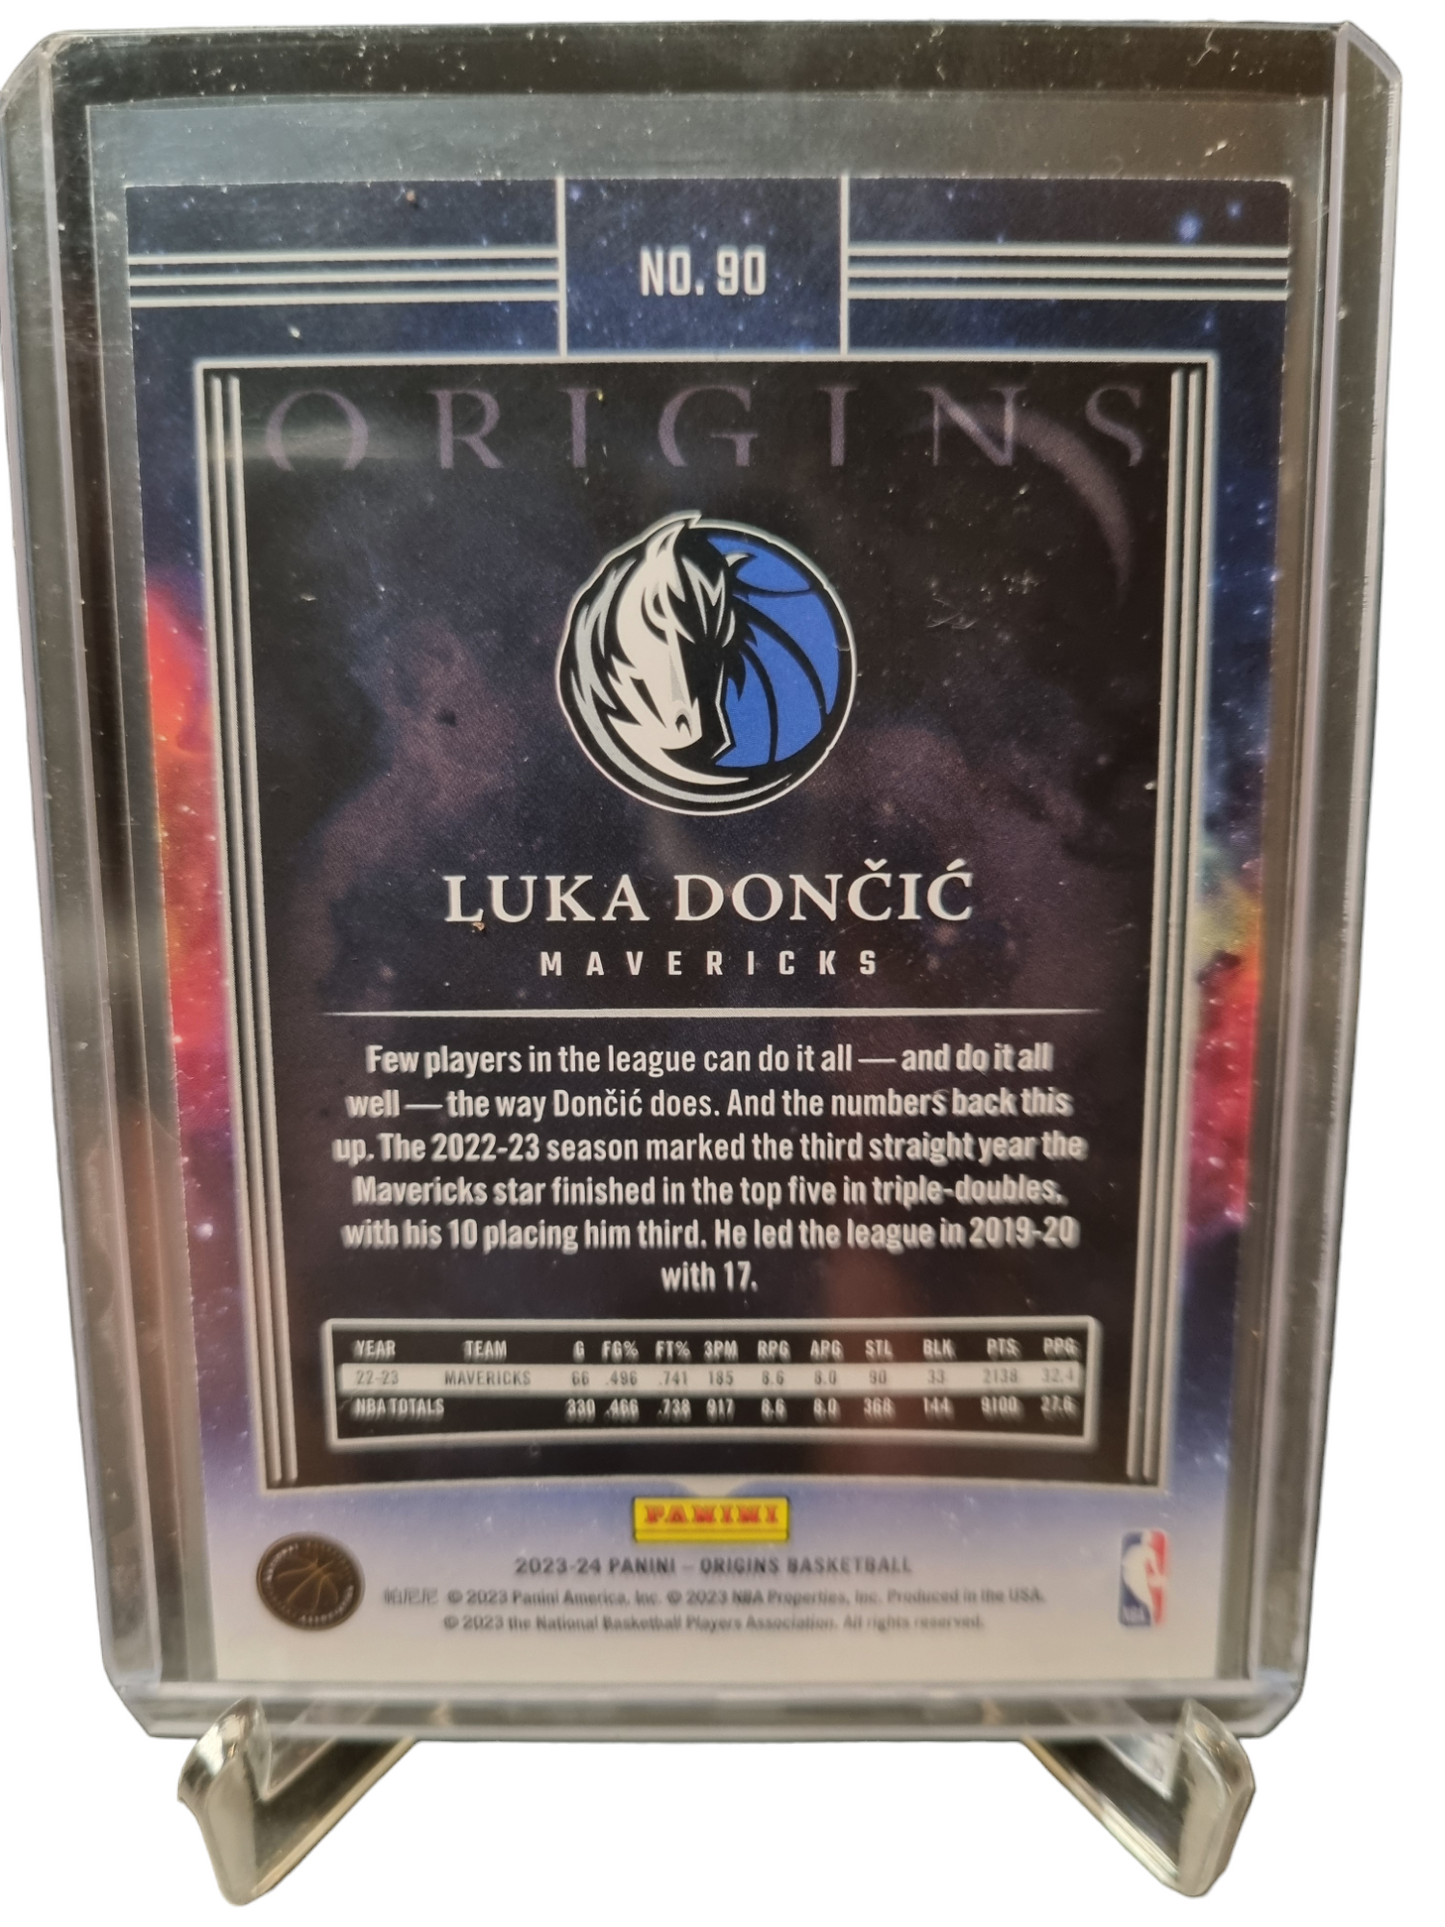 NO. 90
ORIGINS
LUKA DONČIĆ
MAVERICKS
Few players in the league can do it all — and do it all
well — the way Dončić does. And the numbers back this
up. The 2022-23 season marked the third straight year the
Mavericks star finished in the top five in triple-doubles,
with his 10 placing him third. He led the league in 2019-20
with 17.
YEAR TEAM G FG% FT% 3PM RPG APG STL BLK PTS PPG
22-23 MAVERICKS 66 .496 .741 185 8.6 8.0 90 33 2138 32.4
NBA TOTALS 330 .466 .738 917 8.6 8.0 368 144 9100 27.6
PANINI
2023-24 PANINI – ORIGINS BASKETBALL
帕尼尼 © 2023 Panini America, Inc. © 2023 NBA Properties, Inc. Produced in the USA.
© 2023 the National Basketball Players Association. All rights reserved.